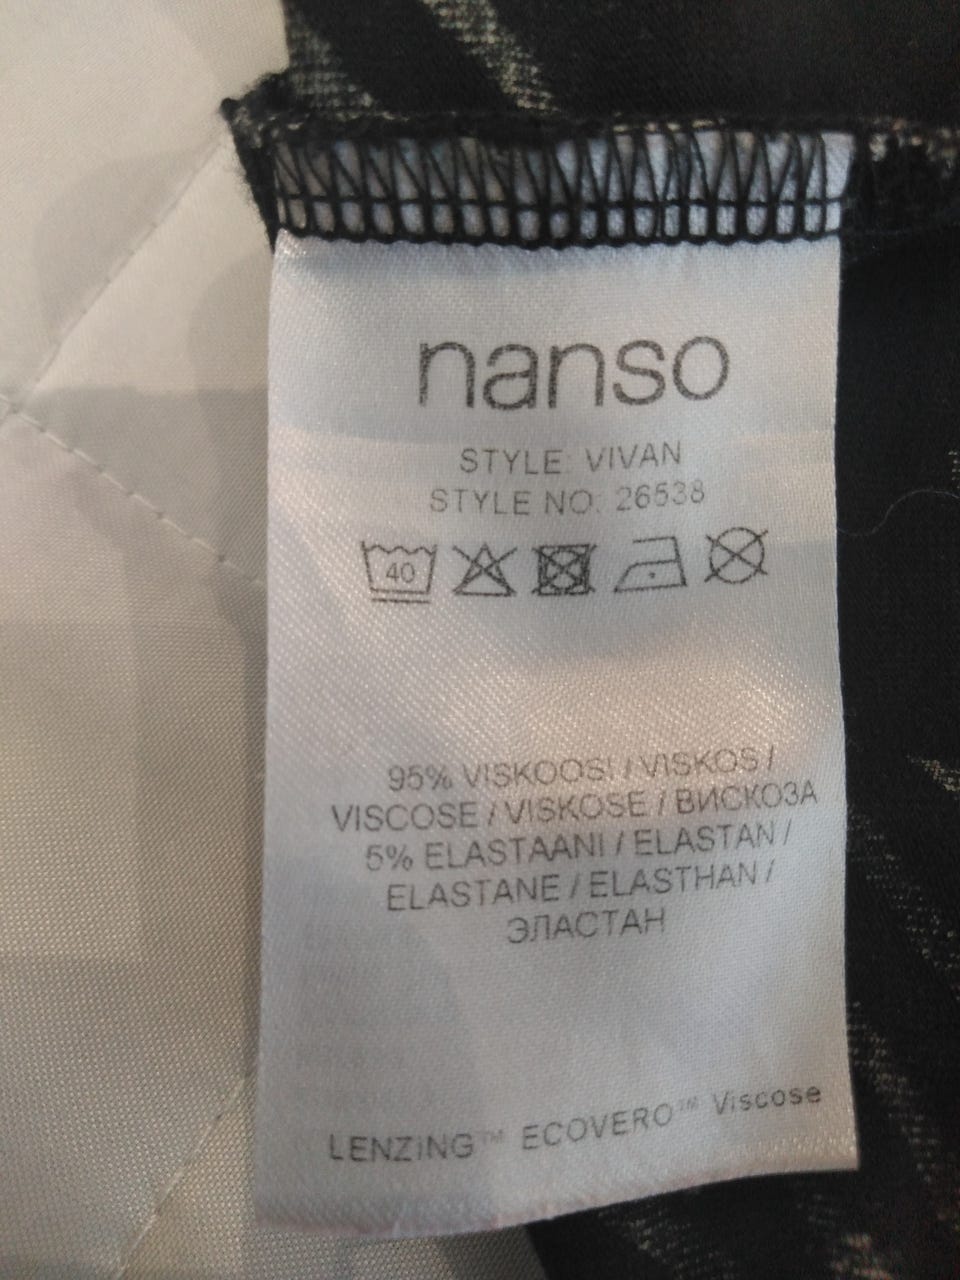 nanso
STYLE: VIVAN
STYLE NO: 26538
40
95% VISKOOSI / VISKOS /
VISCOSE / VISKOSE / ВИСКОЗА
5% ELASTAANI / ELASTAN /
ELASTANE / ELASTHAN /
ЭЛАСТАН
LENZING™ ECOVERO™ Viscose